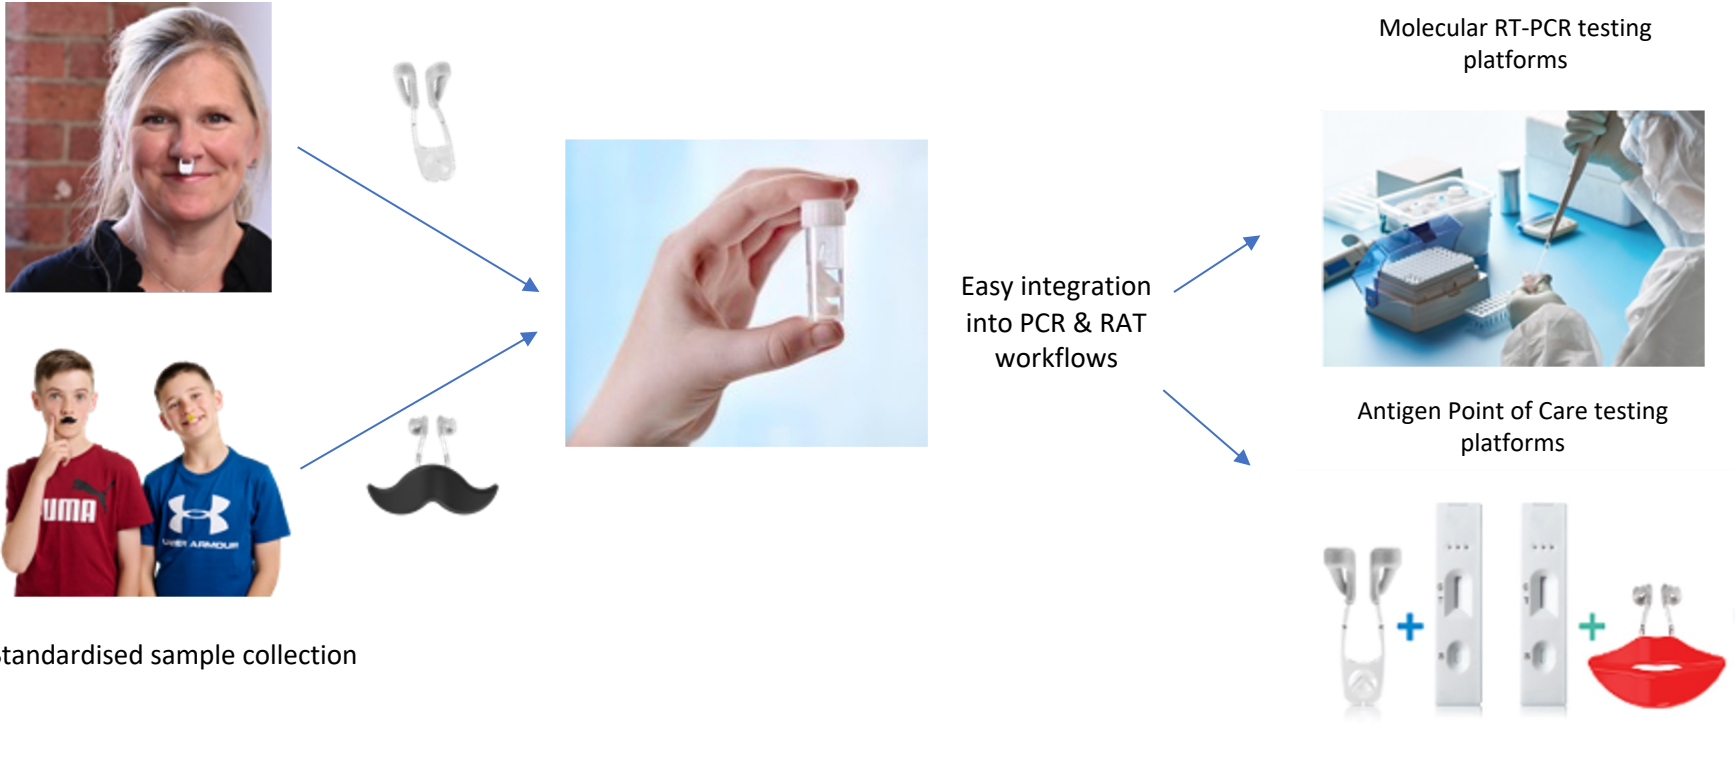 Molecular RT-PCR testing
platforms
Easy integration
into PCR & RAT
workflows
Antigen Point of Care testing
platforms
UMA
UNDER ARMOUR
tandardised sample collection